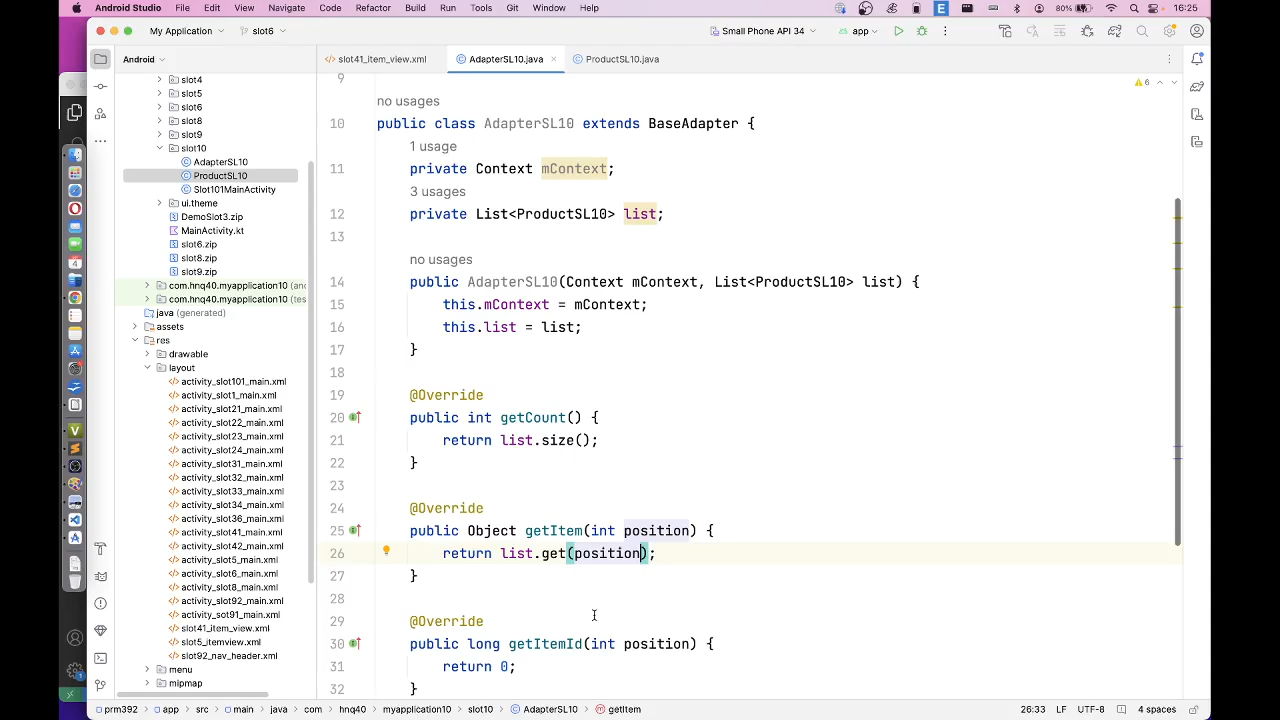 Android Studio File Edit View Navigate Code Refactor Build Run Tools Git Window Help E 80% 16:25
My Application slot6 Small Phone API 34 app
Android slot41_item_view.xml AdapterSL10.java ProductSL10.java
slot4
slot5
slot6
slot8
slot9
slot10
AdapterSL10
ProductSL10
Slot101MainActivity
ui.theme
DemoSlot3.zip
MainActivity.kt
slot6.zip
slot8.zip
slot9.zip
com.hnq40.myapplication10 (anc
com.hnq40.myapplication10 (tes
java (generated)
assets
res
drawable
layout
activity_slot101_main.xml
activity_slot1_main.xml
activity_slot21_main.xml
activity_slot22_main.xml
activity_slot23_main.xml
activity_slot24_main.xml
activity_slot31_main.xml
activity_slot32_main.xml
activity_slot33_main.xml
activity_slot34_main.xml
activity_slot36_main.xml
activity_slot41_main.xml
activity_slot42_main.xml
activity_slot5_main.xml
activity_slot6_main.xml
activity_slot8_main.xml
activity_slot92_main.xml
activity_slot91_main.xml
slot41_item_view.xml
slot5_itemview.xml
slot92_nav_header.xml
menu
mipmap
9 6
no usages
10 public class AdapterSL10 extends BaseAdapter {
1 usage
11 private Context mContext;
3 usages
12 private List<ProductSL10> list;
13
no usages
14 public AdapterSL10(Context mContext, List<ProductSL10> list) {
15 this.mContext = mContext;
16 this.list = list;
17 }
18
19 @Override
20 public int getCount() {
21 return list.size();
22 }
23
24 @Override
25 public Object getItem(int position) {
26 return list.get(position);
27 }
28
29 @Override
30 public long getItemId(int position) {
31 return 0;
32 }
prm392 app src main java com hnq40 myapplication10 slot10 AdapterSL10 getItem 26:33 LF UTF-8 4 spaces